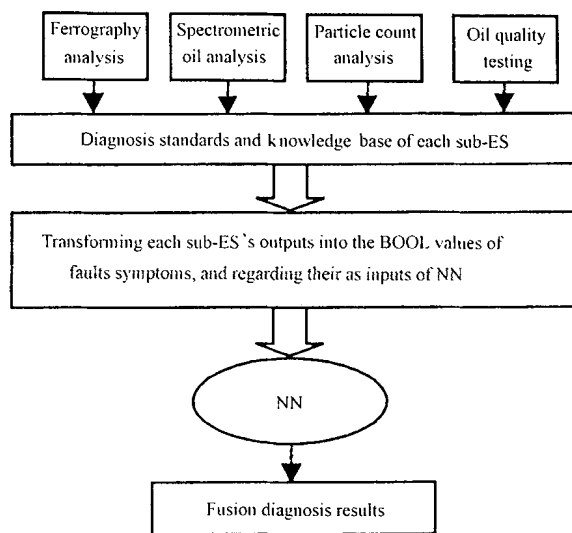 Ferrography
analysis
Spectrometric
oil analysis
Particle count
analysis
Oil quality
testing
Diagnosis standards and knowledge base of each sub-ES
Transforming each sub-ES`s outputs into the BOOL values of
faults symptoms, and regarding their as inputs of NN
NN
Fusion diagnosis results